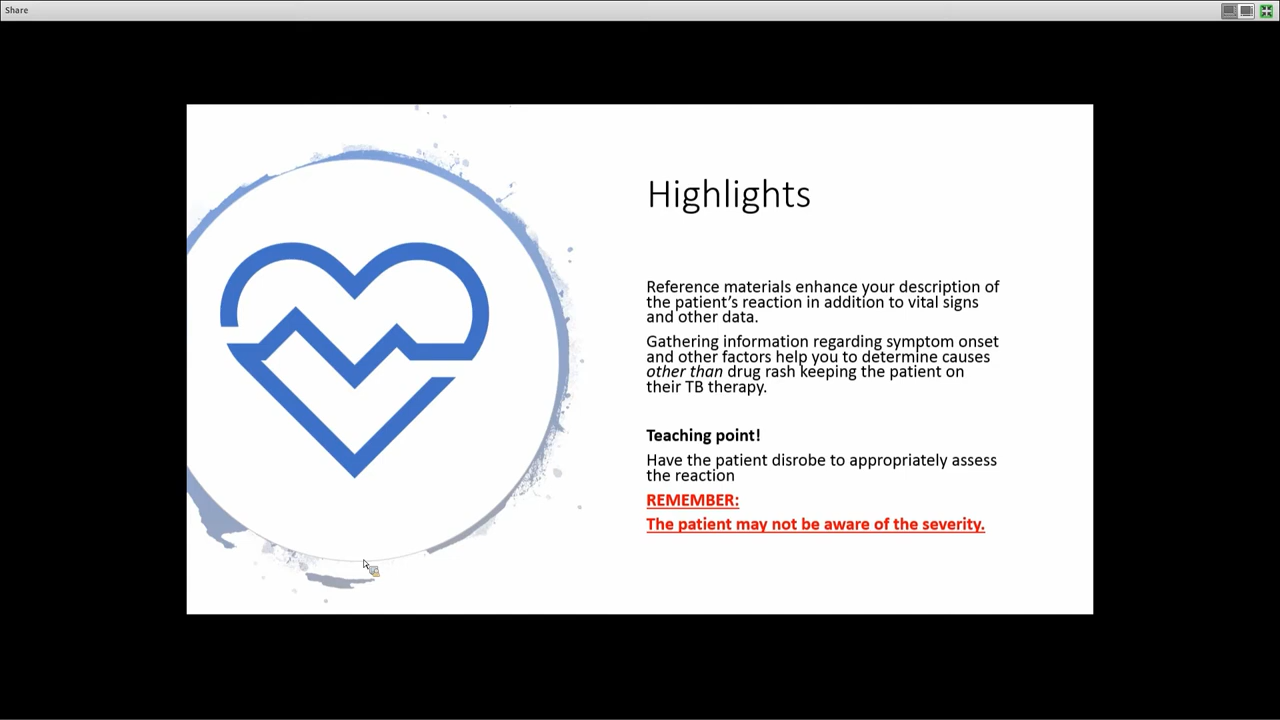 Share
Highlights
Reference materials enhance your description of
the patient’s reaction in addition to vital signs
and other data.
Gathering information regarding symptom onset
and other factors help you to determine causes
other than drug rash keeping the patient on
their TB therapy.
Teaching point!
Have the patient disrobe to appropriately assess
the reaction
REMEMBER:
The patient may not be aware of the severity.